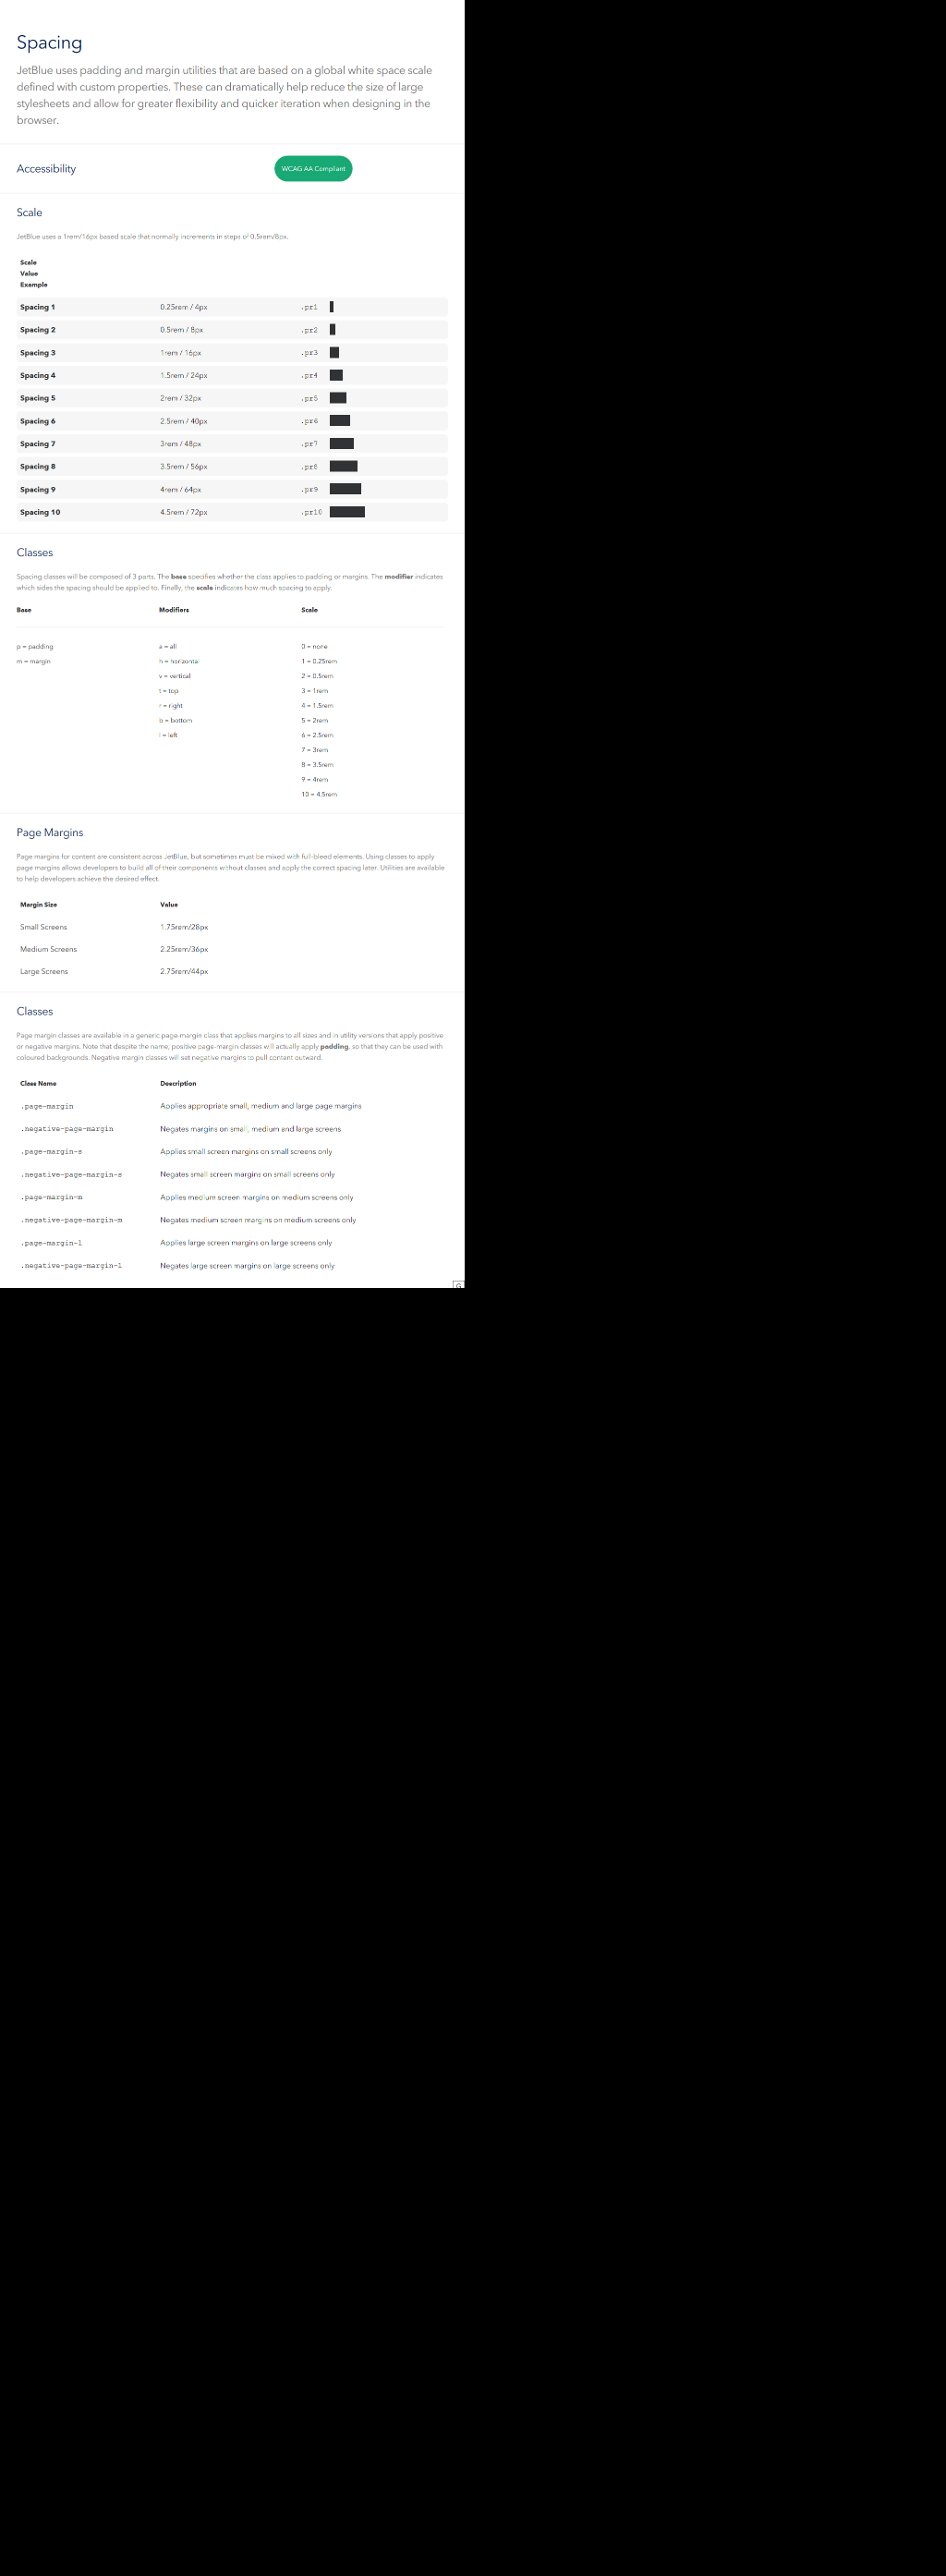 Spacing
JetBlue uses padding and margin utilities that are based on a global white space scale
defined with custom properties. These can dramatically help reduce the size of large
stylesheets and allow for greater flexibility and quicker iteration when designing in the
browser.
Accessibility
WCAG AA Compliant
Scale
JetBlue uses a 1rem/16px based scale that normally increments in steps of 0.5rem/8px.
Scale
Value
Example
Spacing 1 0.25rem / 4px .pr1
Spacing 2 0.5rem / 8px .pr2
Spacing 3 1rem / 16px .pr3
Spacing 4 1.5rem / 24px .pr4
Spacing 5 2rem / 32px .pr5
Spacing 6 2.5rem / 40px .pr6
Spacing 7 3rem / 48px .pr7
Spacing 8 3.5rem / 56px .pr8
Spacing 9 4rem / 64px .pr9
Spacing 10 4.5rem / 72px .pr10
Classes
Spacing classes will be composed of 3 parts. The base specifies whether the class applies to padding or margins. The modifier indicates
which sides the spacing should be applied to. Finally, the scale indicates how much spacing to apply.
Base Modifiers Scale
p = padding a = all 0 = none
m = margin h = horizontal 1 = 0.25rem
v = vertical 2 = 0.5rem
t = top 3 = 1rem
r = right 4 = 1.5rem
b = bottom 5 = 2rem
l = left 6 = 2.5rem
7 = 3rem
8 = 3.5rem
9 = 4rem
10 = 4.5rem
Page Margins
Page margins for content are consistent across JetBlue, but sometimes must be mixed with full-bleed elements. Using classes to apply
page margins allows developers to build all of their components without classes and apply the correct spacing later. Utilities are available
to help developers achieve the desired effect.
Margin Size Value
Small Screens 1.75rem/28px
Medium Screens 2.25rem/36px
Large Screens 2.75rem/44px
Classes
Page margin classes are available in a generic page-margin class that applies margins to all sizes and in utility versions that apply positive
or negative margins. Note that despite the name, positive page-margin classes will actually apply padding, so that they can be used with
coloured backgrounds. Negative margin classes will set negative margins to pull content outward.
Class Name Description
.page-margin Applies appropriate small, medium and large page margins
.negative-page-margin Negates margins on small, medium and large screens
.page-margin-s Applies small screen margins on small screens only
.negative-page-margin-s Negates small screen margins on small screens only
.page-margin-m Applies medium screen margins on medium screens only
.negative-page-margin-m Negates medium screen margins on medium screens only
.page-margin-l Applies large screen margins on large screens only
.negative-page-margin-l Negates large screen margins on large screens only
G